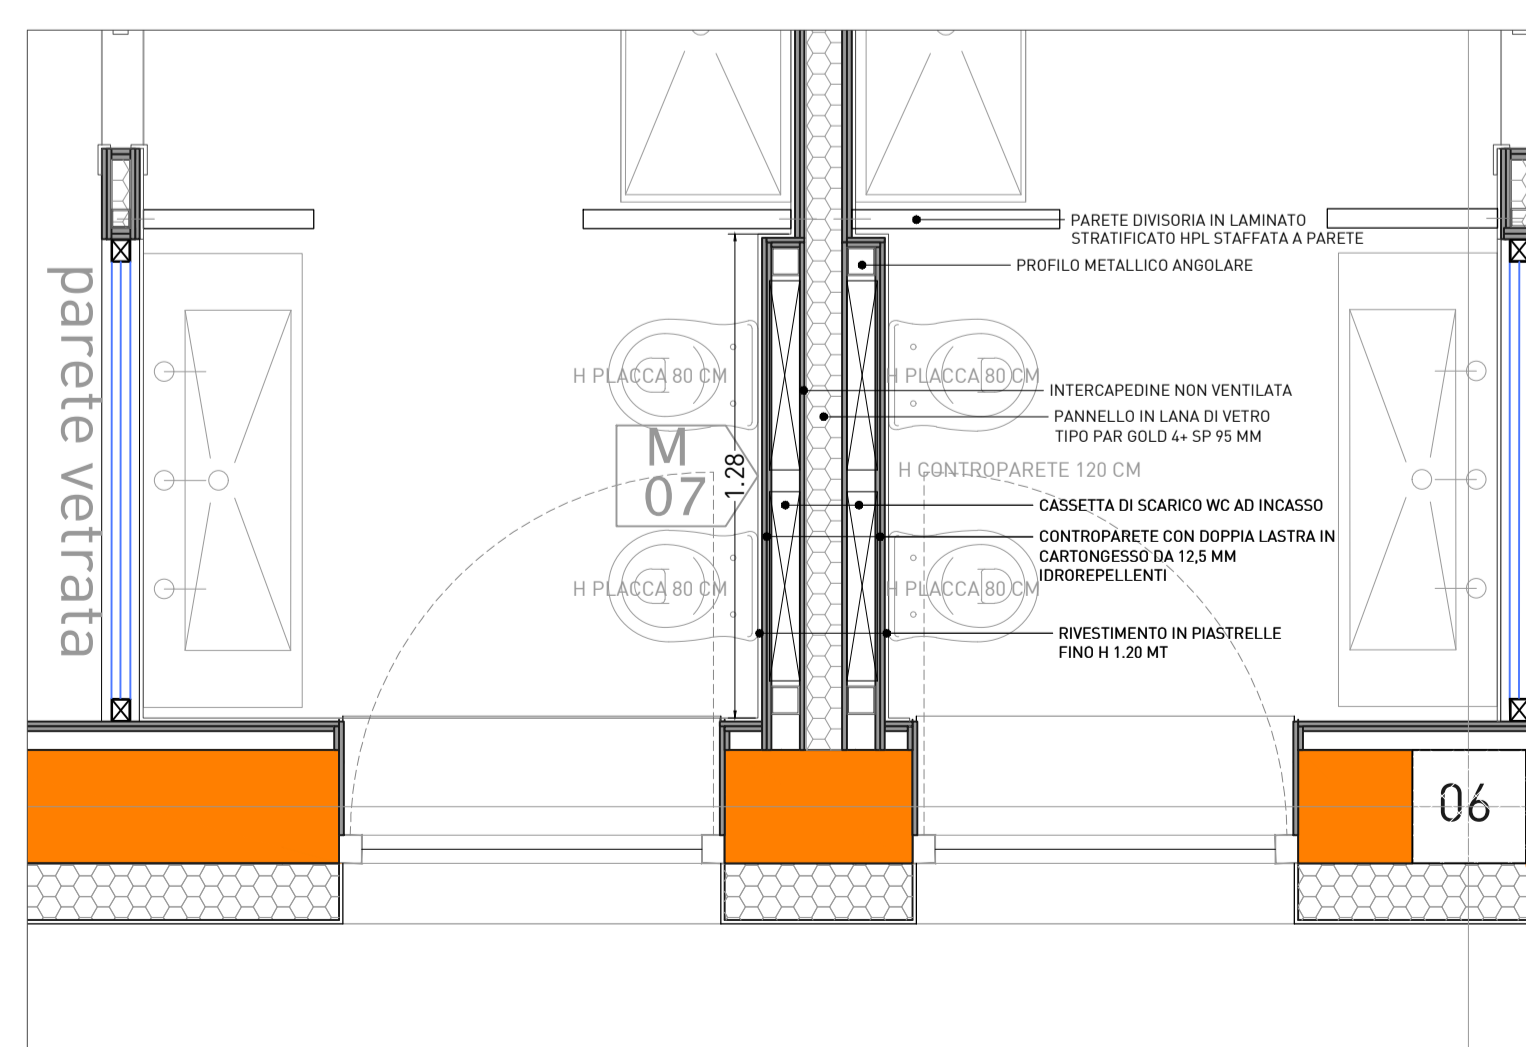 PARETE DIVISORIA IN LAMINATO
STRATIFICATO HPL STAFFATA A PARETE
PROFILO METALLICO ANGOLARE
parete vetrata
H PLACCA 80 CM
H PLACCA 80 CM
INTERCAPEDINE NON VENTILATA
PANNELLO IN LANA DI VETRO
TIPO PAR GOLD 4+ SP 95 MM
M
07
1.28
H CONTROPARETE 120 CM
CASSETTA DI SCARICO WC AD INCASSO
CONTROPARETE CON DOPPIA LASTRA IN
CARTONGESSO DA 12,5 MM
IDROREPELLENTI
H PLACCA 80 CM
H PLACCA 80 CM
RIVESTIMENTO IN PIASTRELLE
FINO H 1.20 MT
06